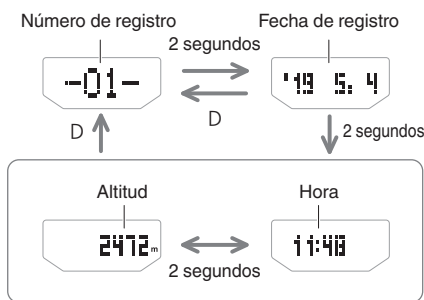 Número de registro
Fecha de registro
2 segundos
-01-
'19 5. 4
D
D
2 segundos
Altitud
Hora
2472m
11:48
2 segundos